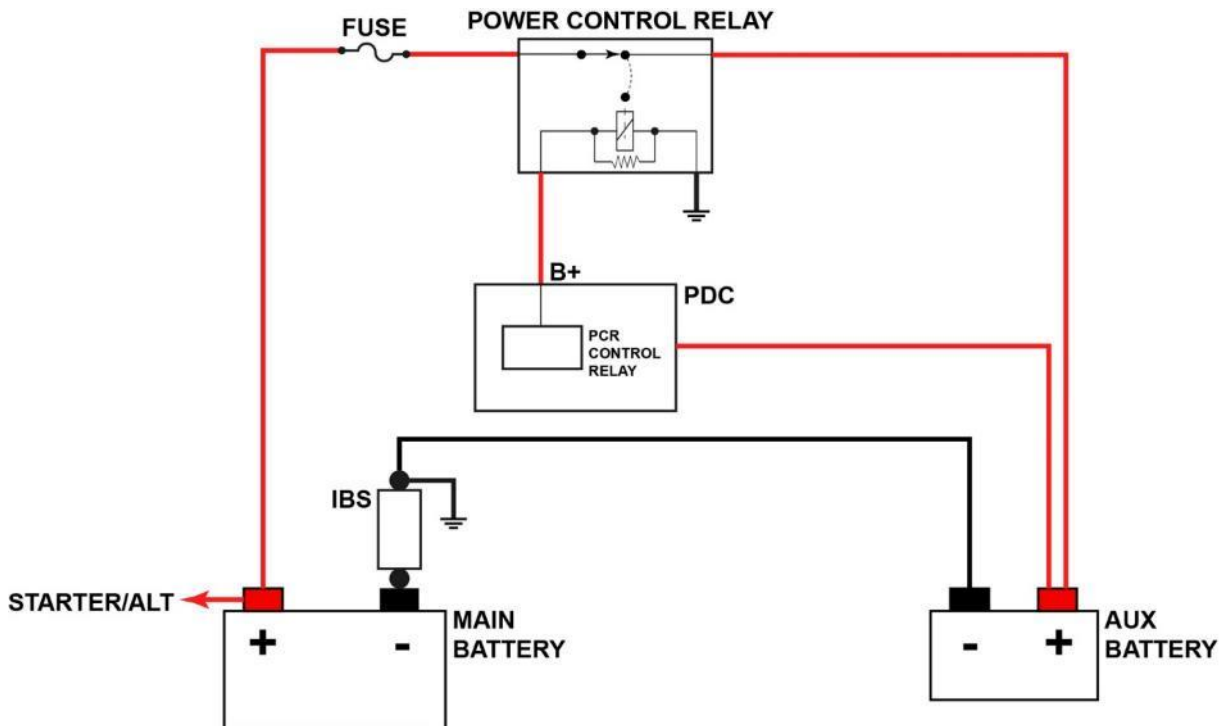 POWER CONTROL RELAY
FUSE
B+
PDC
PCR
CONTROL
RELAY
IBS
STARTER/ALT
+
-
MAIN
BATTERY
-
+
AUX
BATTERY